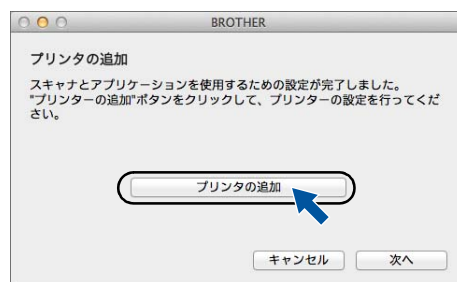 BROTHER
プリンタの追加
スキャナとアプリケーションを使用するための設定が完了しました。
"プリンターの追加"ボタンをクリックして、プリンターの設定を行ってくだ
さい。
プリンタの追加
キャンセル 次へ